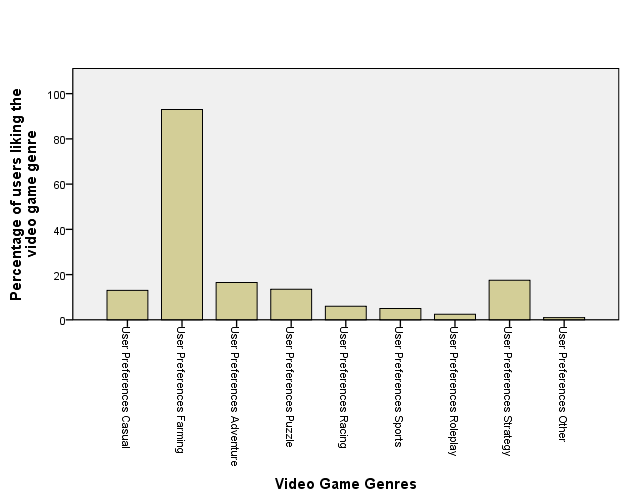 Percentage of users liking the
video game genre
100
80
60
40
20
0
User Preferences Casual
User Preferences Farming
User Preferences Adventure
User Preferences Puzzle
User Preferences Racing
User Preferences Sports
User Preferences Roleplay
User Preferences Strategy
User Preferences Other
Video Game Genres